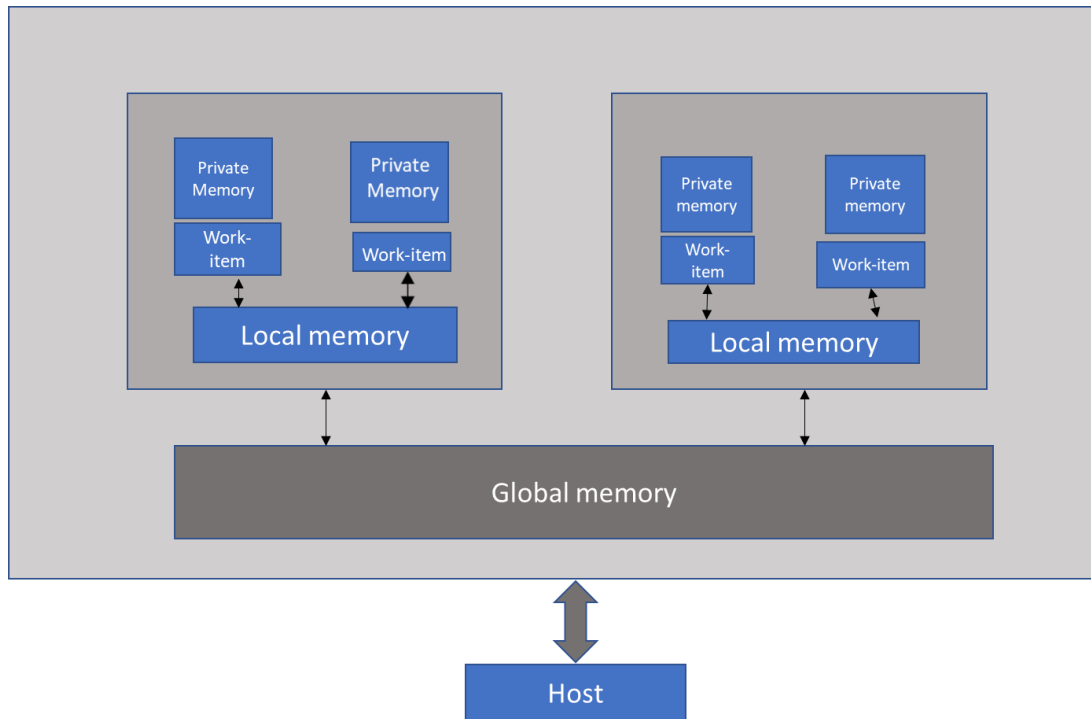 Private
Memory
Work-
item
Private
Memory
Work-item
Local memory
Private
memory
Work-
item
Private
memory
Work-item
Local memory
Global memory
Host